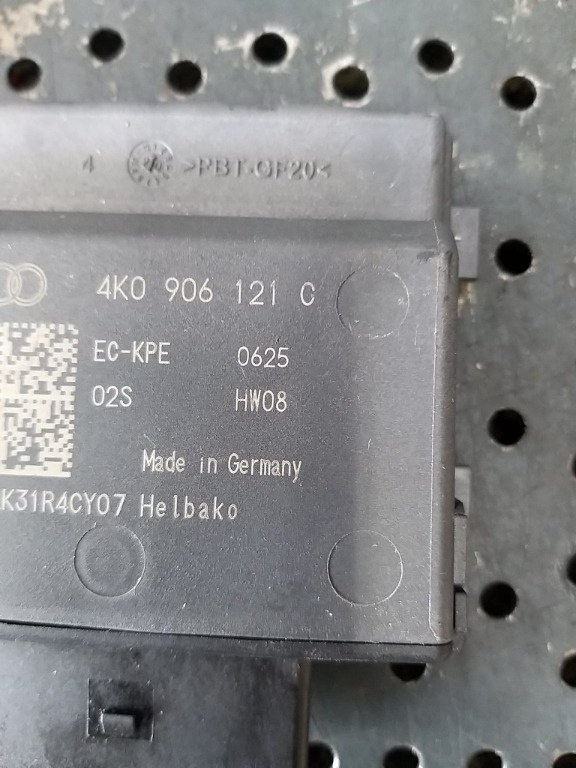 4 >PBT-GF20<
4K0 906 121 C
EC-KPE 0625
02S HW08
Made in Germany
K31R4CY07 Helbako